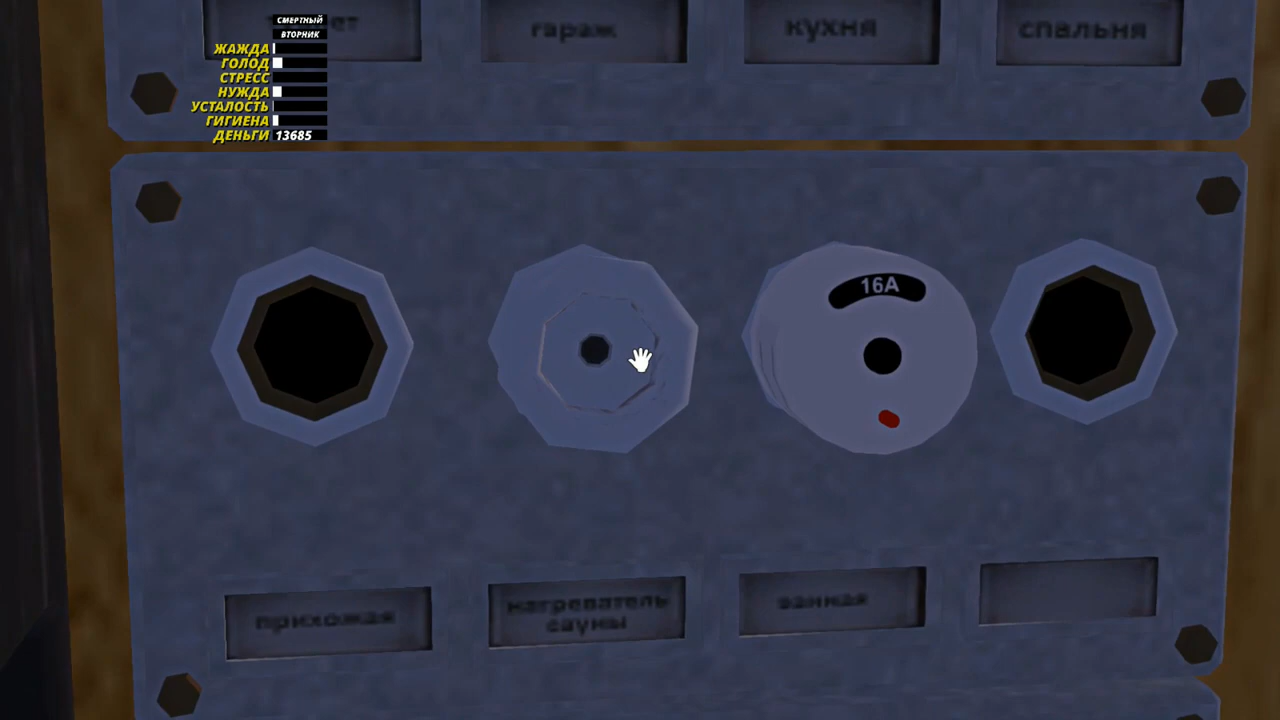 СМЕРТНЫЙ
ВТОРНИК
ЖАЖДА
ГОЛОД
СТРЕСС
НУЖДА
УСТАЛОСТЬ
ГИГИЕНА
ДЕНЬГИ 13685
гараж
кухня
спальня
16A
прихожая
нагреватель
сауны
ванная